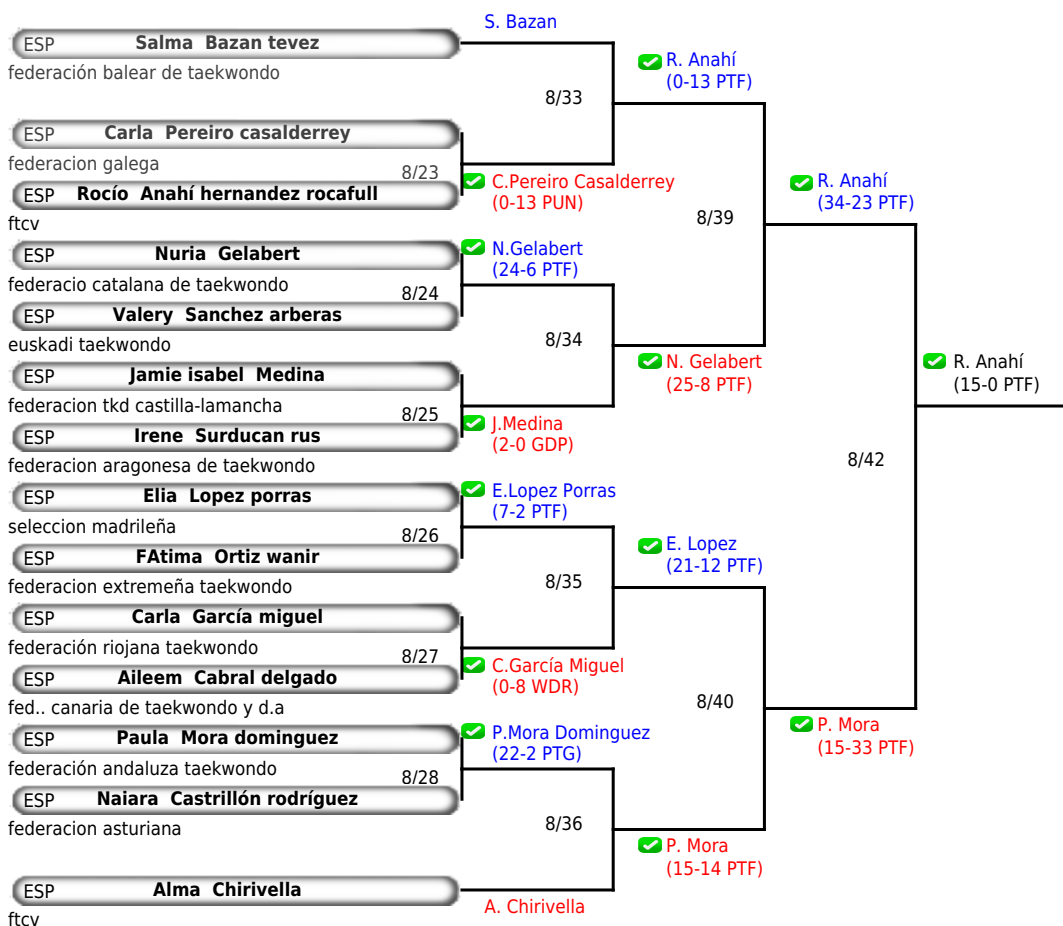 S. Bazan
ESP Salma Bazan tevez
federación balear de taekwondo
R. Anahí
(0-13 PTF)
8/33
ESP Carla Pereiro casalderrey
federacion galega
8/23
C.Pereiro Casalderrey
(0-13 PUN)
ESP Rocío Anahí hernandez rocafull
ftcv
R. Anahí
(34-23 PTF)
8/39
ESP Nuria Gelabert
federacio catalana de taekwondo
N.Gelabert
(24-6 PTF)
8/24
ESP Valery Sanchez arberas
euskadi taekwondo
8/34
N. Gelabert
(25-8 PTF)
ESP Jamie isabel Medina
federacion tkd castilla-lamancha
8/25
J.Medina
(2-0 GDP)
ESP Irene Surducan rus
federacion aragonesa de taekwondo
R. Anahí
(15-0 PTF)
8/42
ESP Elia Lopez porras
seleccion madrileña
E.Lopez Porras
(7-2 PTF)
8/26
ESP FAtima Ortiz wanir
federacion extremeña taekwondo
E. Lopez
(21-12 PTF)
8/35
ESP Carla García miguel
federación riojana taekwondo
8/27
C.García Miguel
(0-8 WDR)
ESP Aileem Cabral delgado
fed.. canaria de taekwondo y d.a
8/40
P. Mora
(15-33 PTF)
ESP Paula Mora dominguez
federación andaluza taekwondo
P.Mora Dominguez
(22-2 PTG)
8/28
ESP Naiara Castrillón rodríguez
federacion asturiana
8/36
P. Mora
(15-14 PTF)
ESP Alma Chirivella
ftcv
A. Chirivella